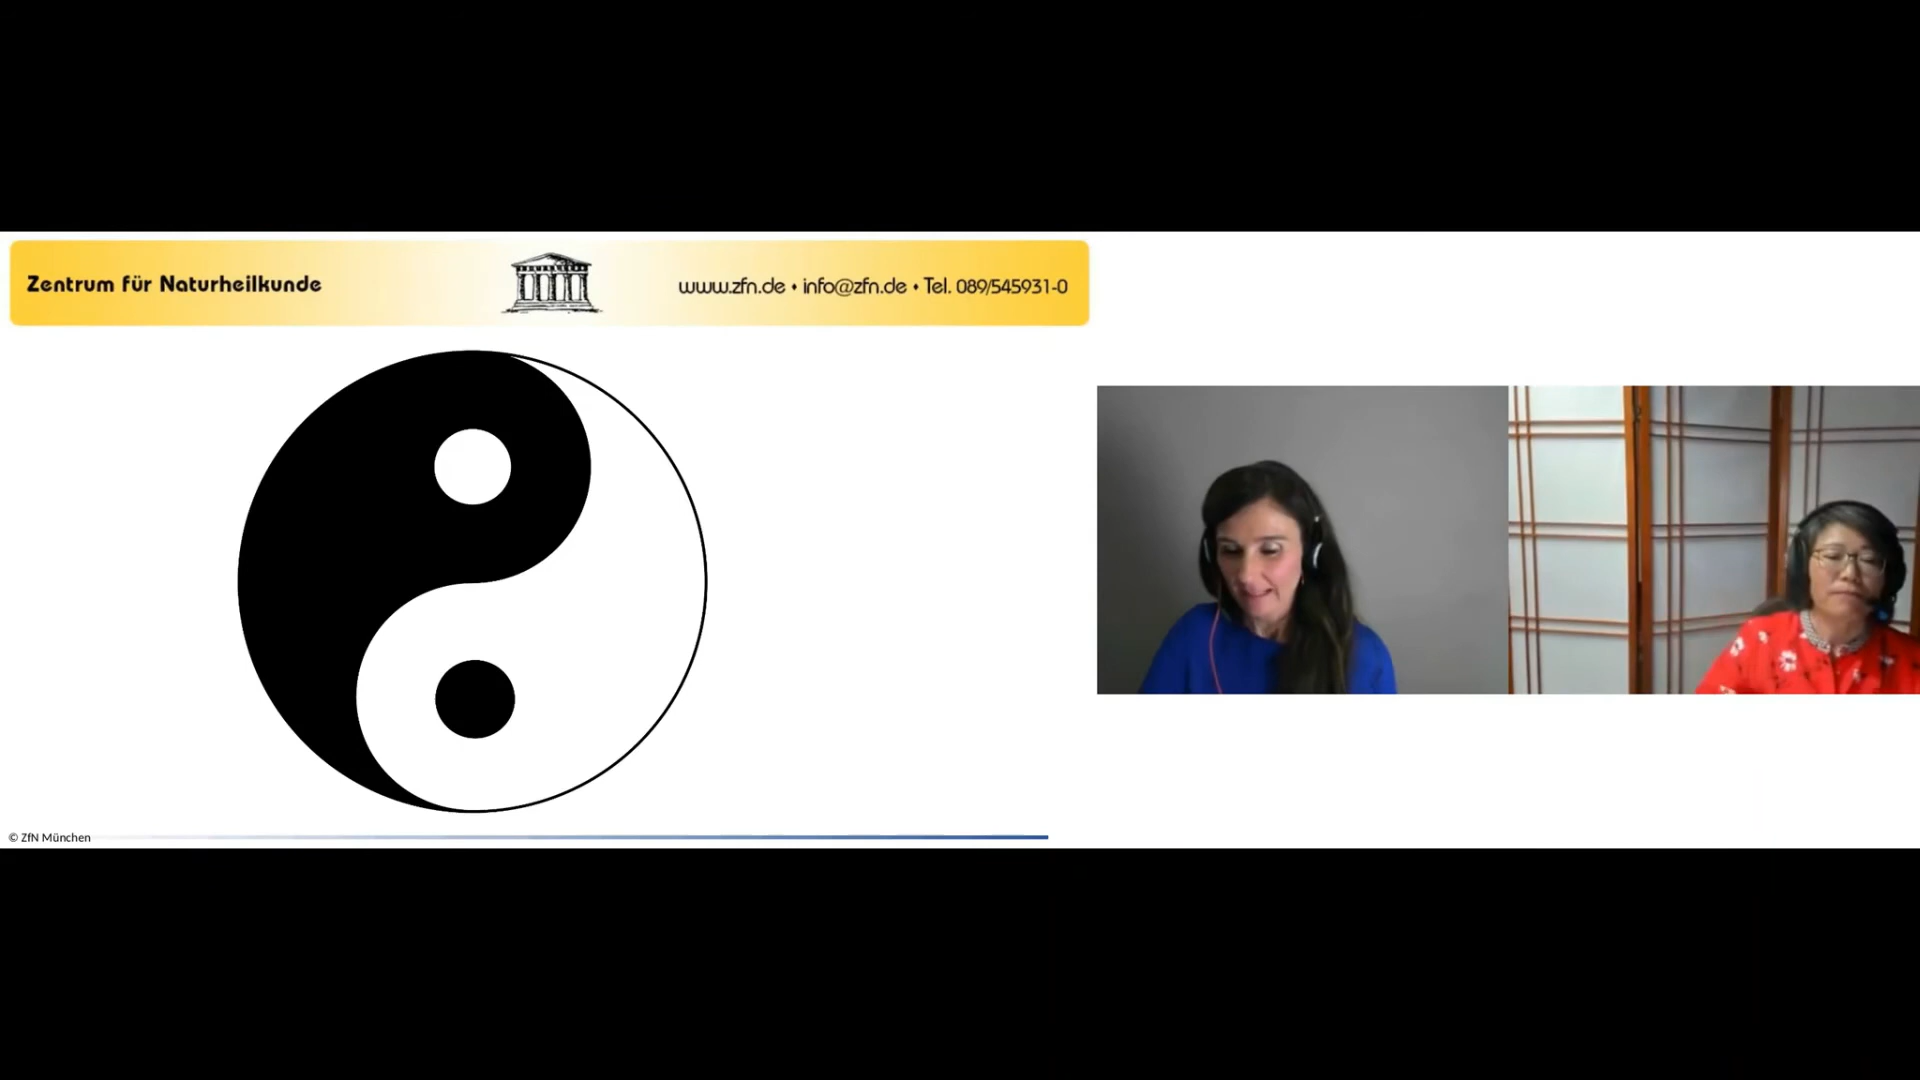 Zentrum für Naturheilkunde
www.zfn.de • info@zfn.de • Tel. 089/545931-0
© ZfN München